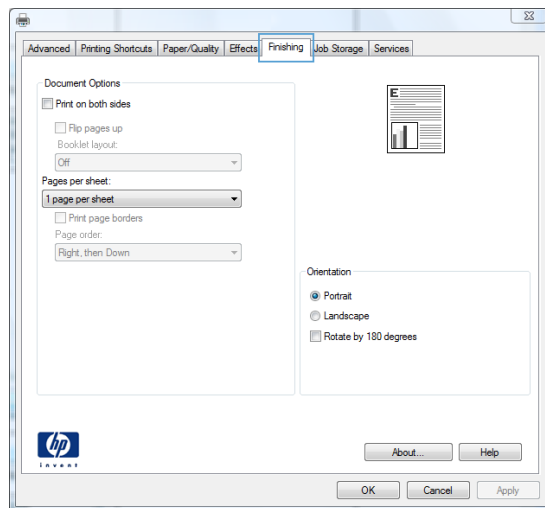 Advanced
Printing Shortcuts
Paper/Quality
Effects
Finishing
Job Storage
Services
Document Options
Print on both sides
Flip pages up
Booklet layout:
Off
Pages per sheet:
1 page per sheet
Print page borders
Page order:
Right, then Down
E
Orientation
Portrait
Landscape
Rotate by 180 degrees
hp
invent
About...
Help
OK
Cancel
Apply